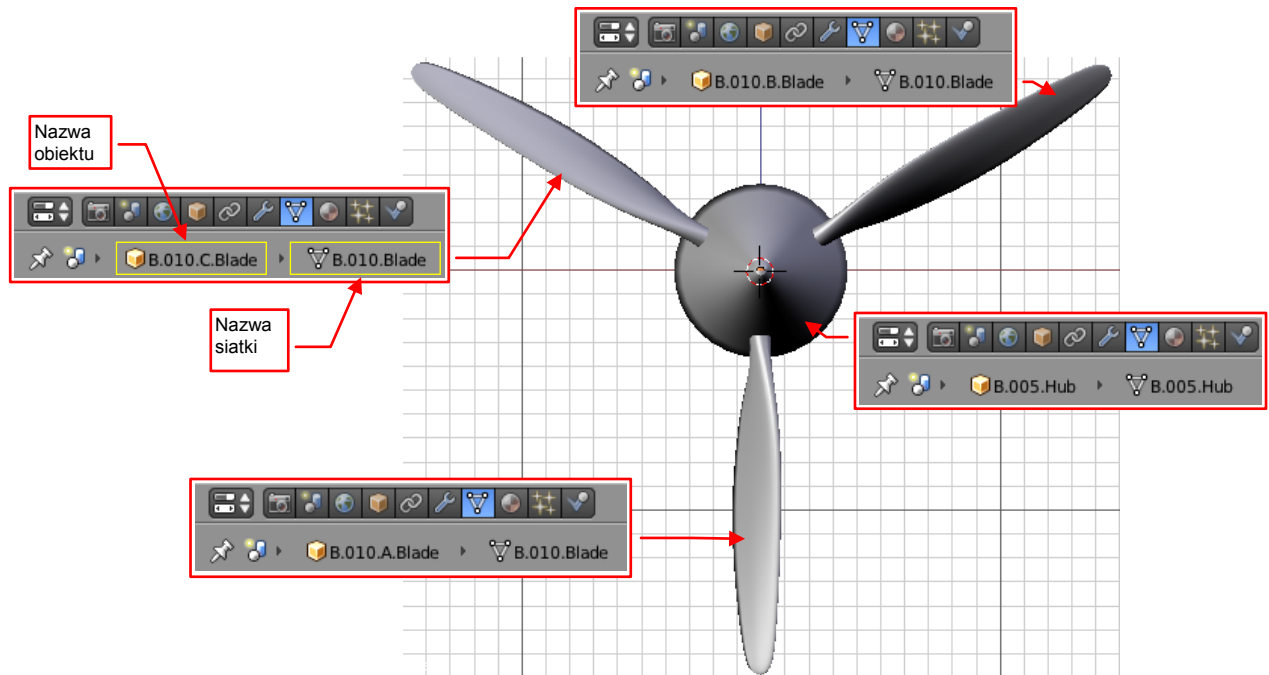 B.010.B.Blade B.010.Blade
Nazwa
obiektu
B.010.C.Blade B.010.Blade
Nazwa
siatki
B.005.Hub B.005.Hub
B.010.A.Blade B.010.Blade